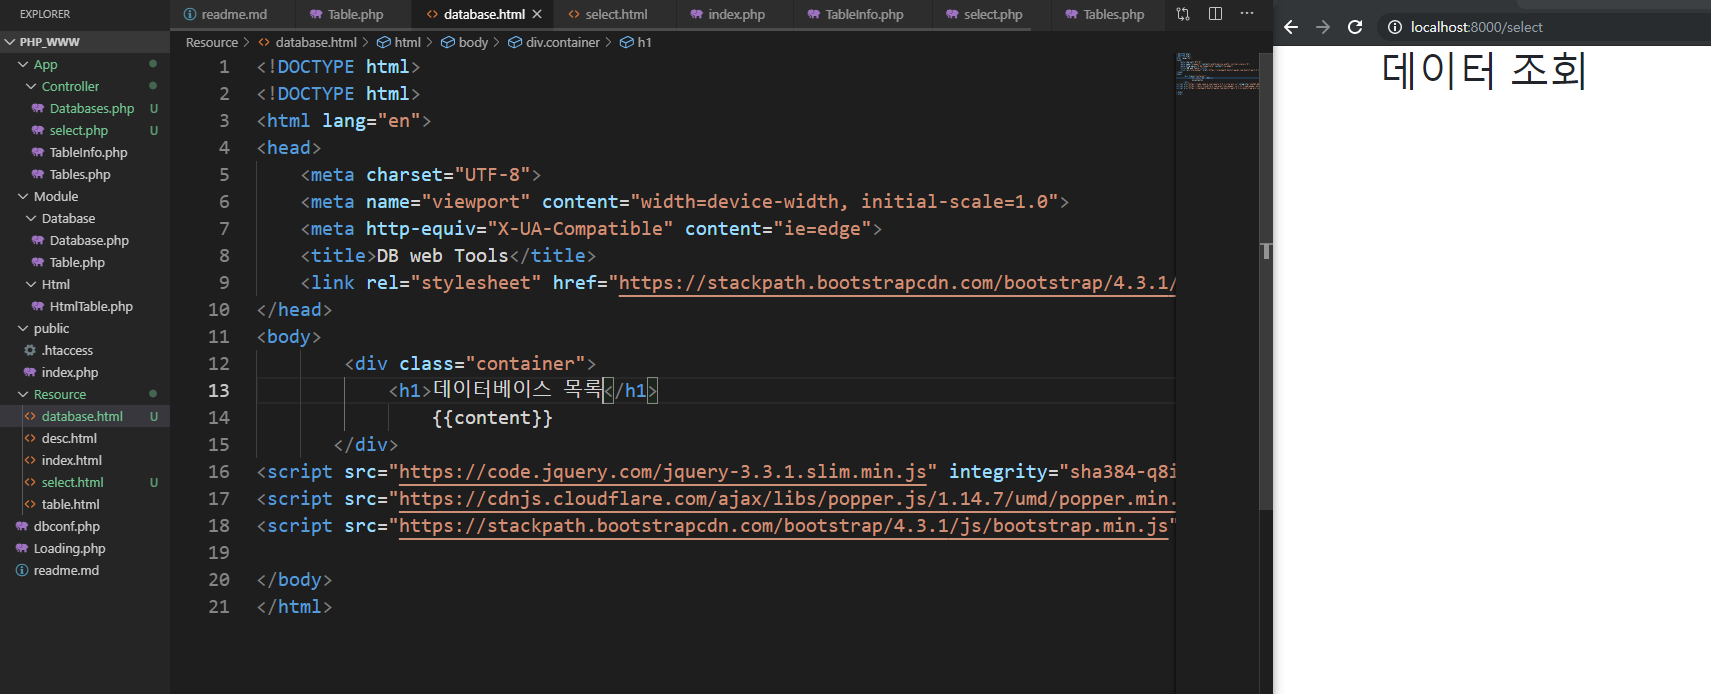 EXPLORER
PHP_WWW
App
Controller
Databases.php U
select.php U
TableInfo.php
Tables.php
Module
Database
Database.php
Table.php
Html
HtmlTable.php
public
.htaccess
index.php
Resource
database.html U
desc.html
index.html
select.html U
table.html
dbconf.php
Loading.php
readme.md
readme.md Table.php database.html select.html index.php TableInfo.php select.php Tables.php
Resource > database.html > html > body > div.container > h1
1 <!DOCTYPE html>
2 <!DOCTYPE html>
3 <html lang="en">
4 <head>
5 <meta charset="UTF-8">
6 <meta name="viewport" content="width=device-width, initial-scale=1.0">
7 <meta http-equiv="X-UA-Compatible" content="ie=edge">
8 <title>DB web Tools</title>
9 <link rel="stylesheet" href="https://stackpath.bootstrapcdn.com/bootstrap/4.3.1/
10 </head>
11 <body>
12 <div class="container">
13 <h1>데이터베이스 목록</h1>
14 {{content}}
15 </div>
16 <script src="https://code.jquery.com/jquery-3.3.1.slim.min.js" integrity="sha384-q8i
17 <script src="https://cdnjs.cloudflare.com/ajax/libs/popper.js/1.14.7/umd/popper.min.
18 <script src="https://stackpath.bootstrapcdn.com/bootstrap/4.3.1/js/bootstrap.min.js"
19
20 </body>
21 </html>
localhost:8000/select
데이터 조회